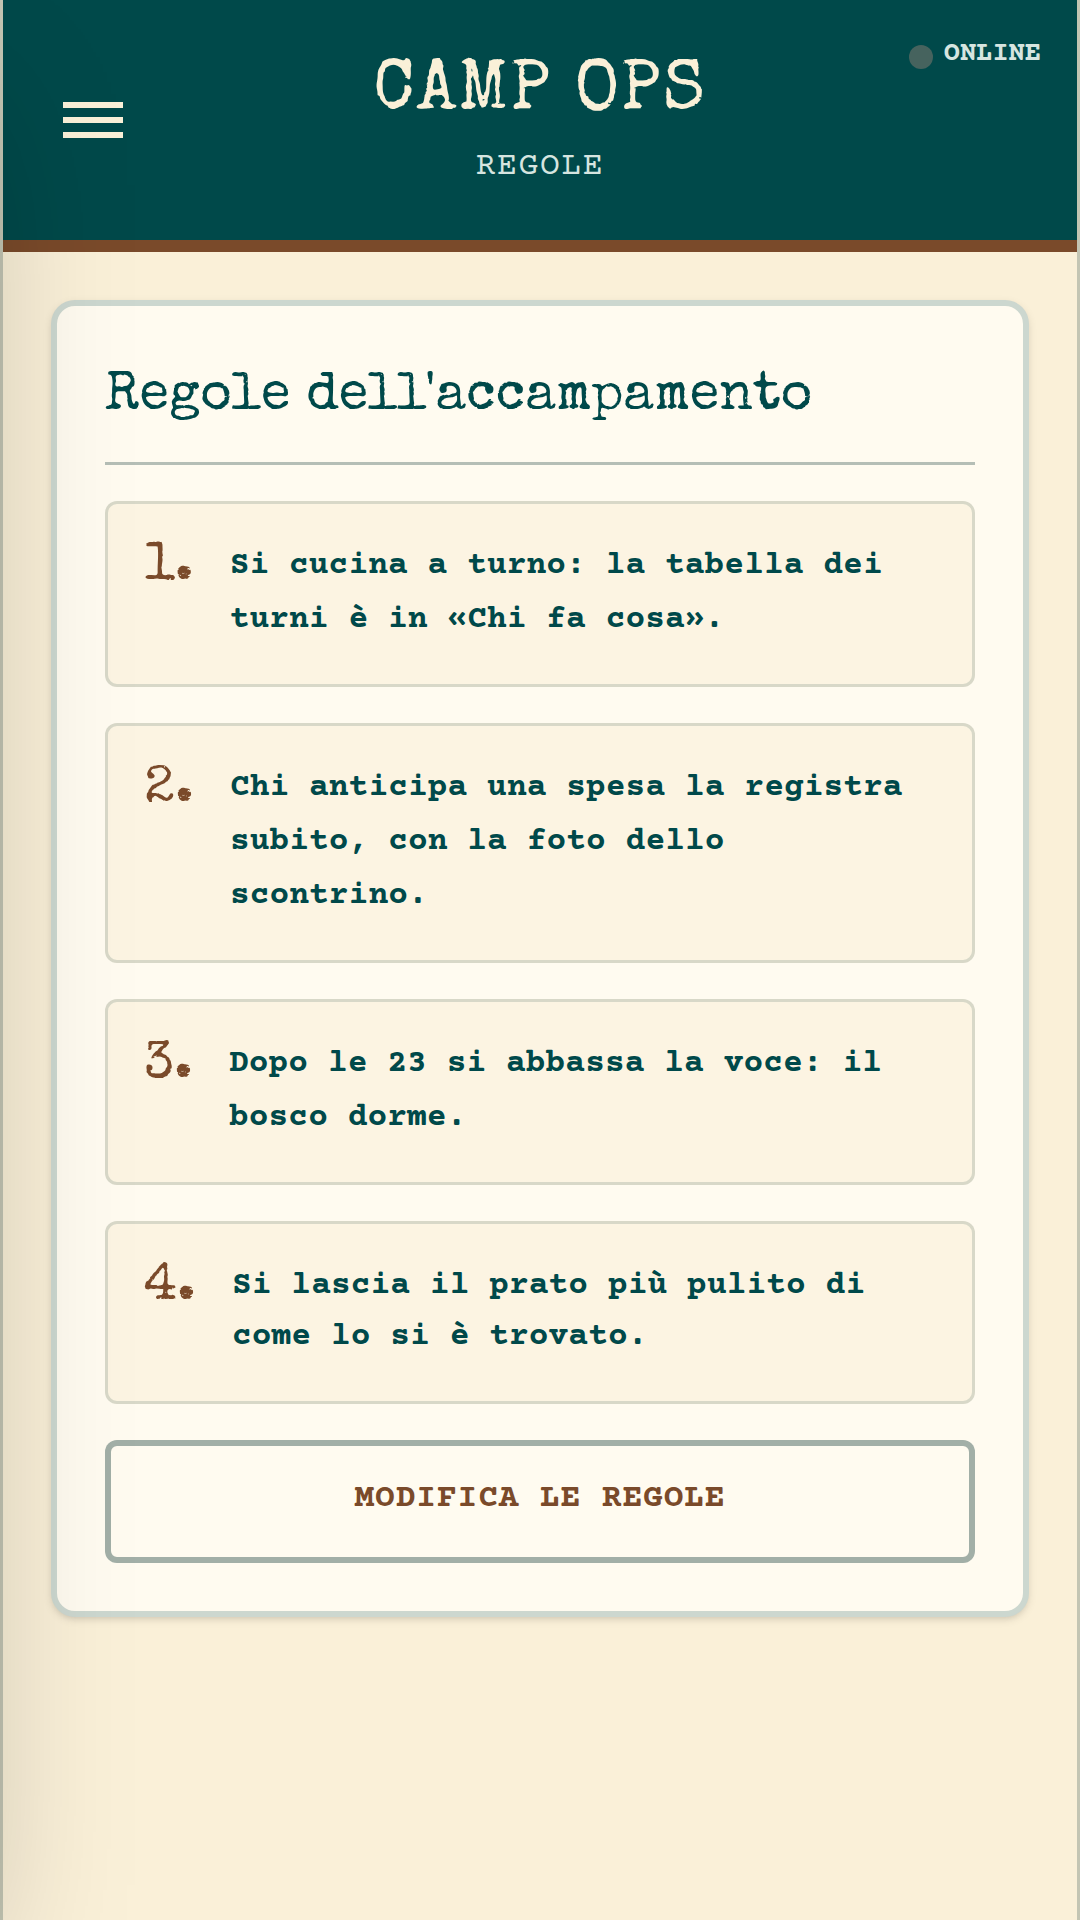 CAMP OPS
ONLINE
REGOLE
Regole dell'accampamento
1. Si cucina a turno: la tabella dei
turni è in «Chi fa cosa».
2. Chi anticipa una spesa la registra
subito, con la foto dello
scontrino.
3. Dopo le 23 si abbassa la voce: il
bosco dorme.
4. Si lascia il prato più pulito di
come lo si è trovato.
MODIFICA LE REGOLE